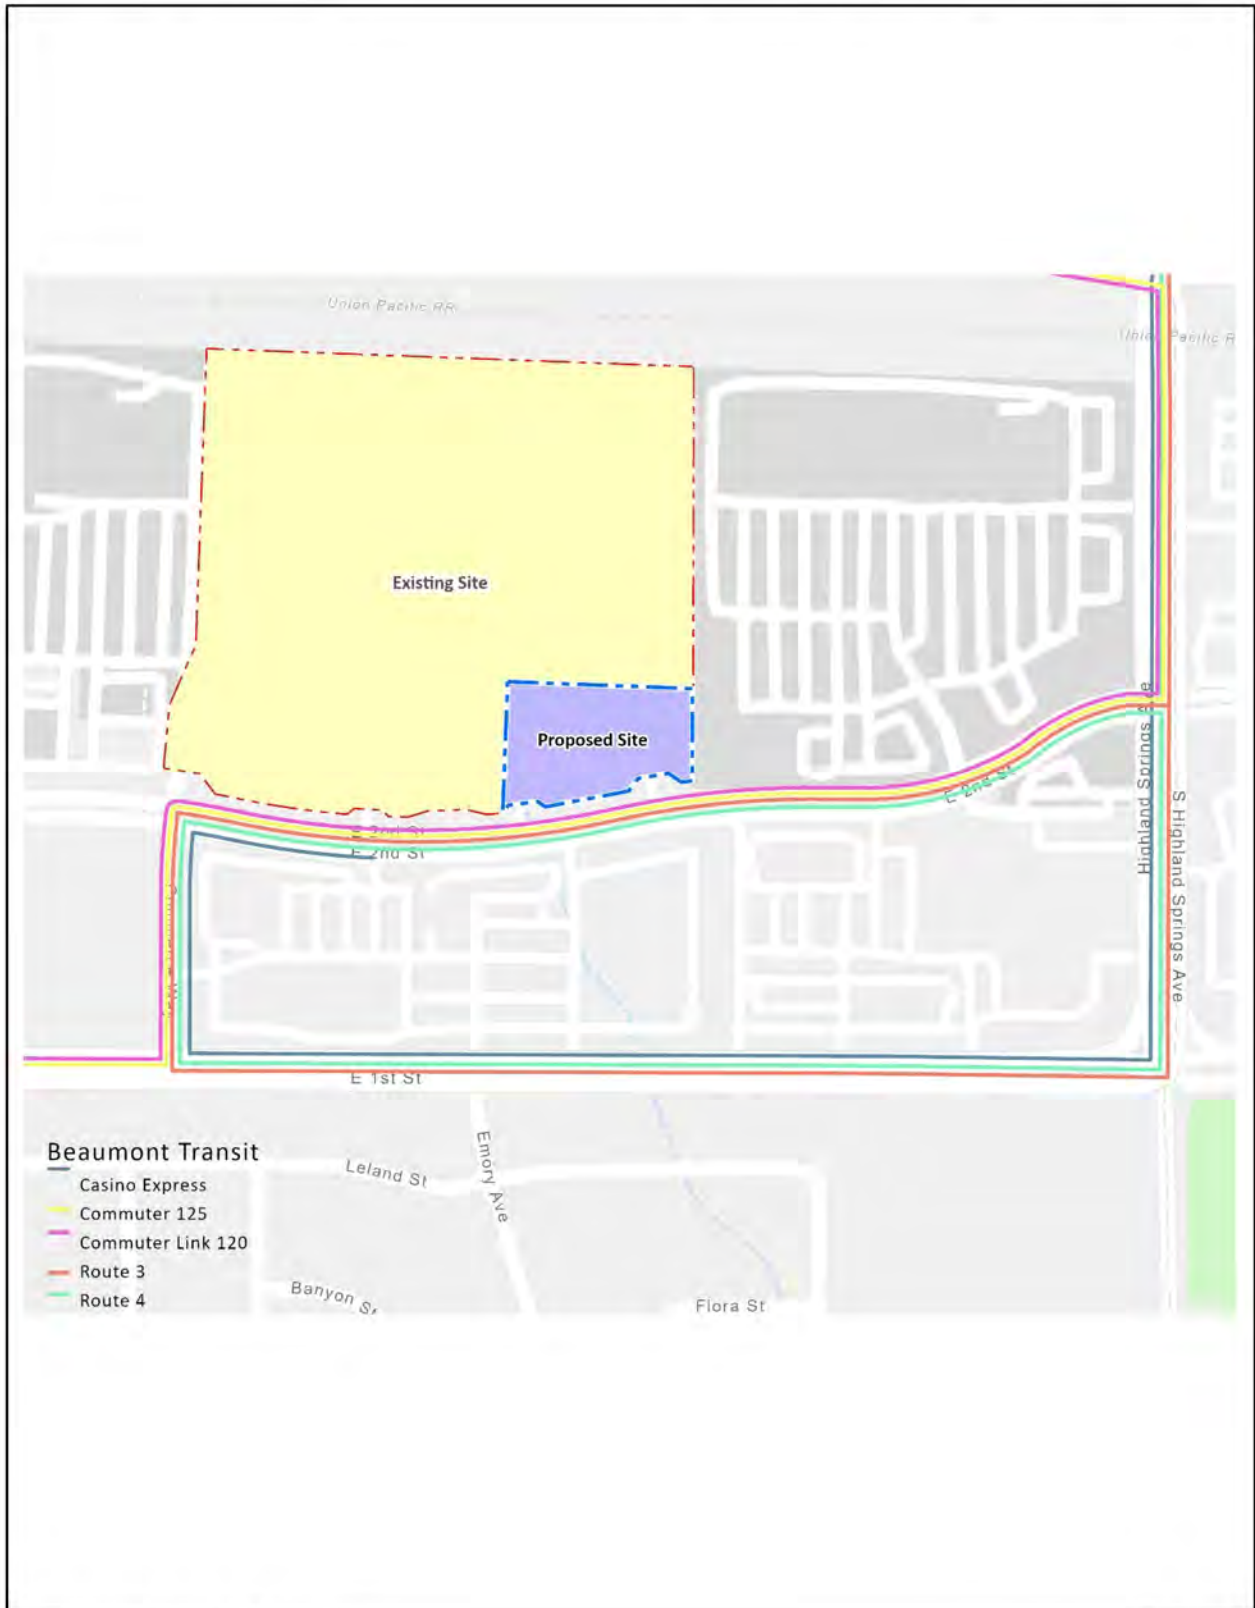 Union Pacific RR
Existing Site
Proposed Site
E 2nd St
E 2nd St
E 2nd St
Highland Springs Ave
S Highland Springs Ave
E 1st St
Beaumont Transit
Casino Express
Commuter 125
Commuter Link 120
Route 3
Route 4
Leland St
Emory Ave
Banyon St
Flora St